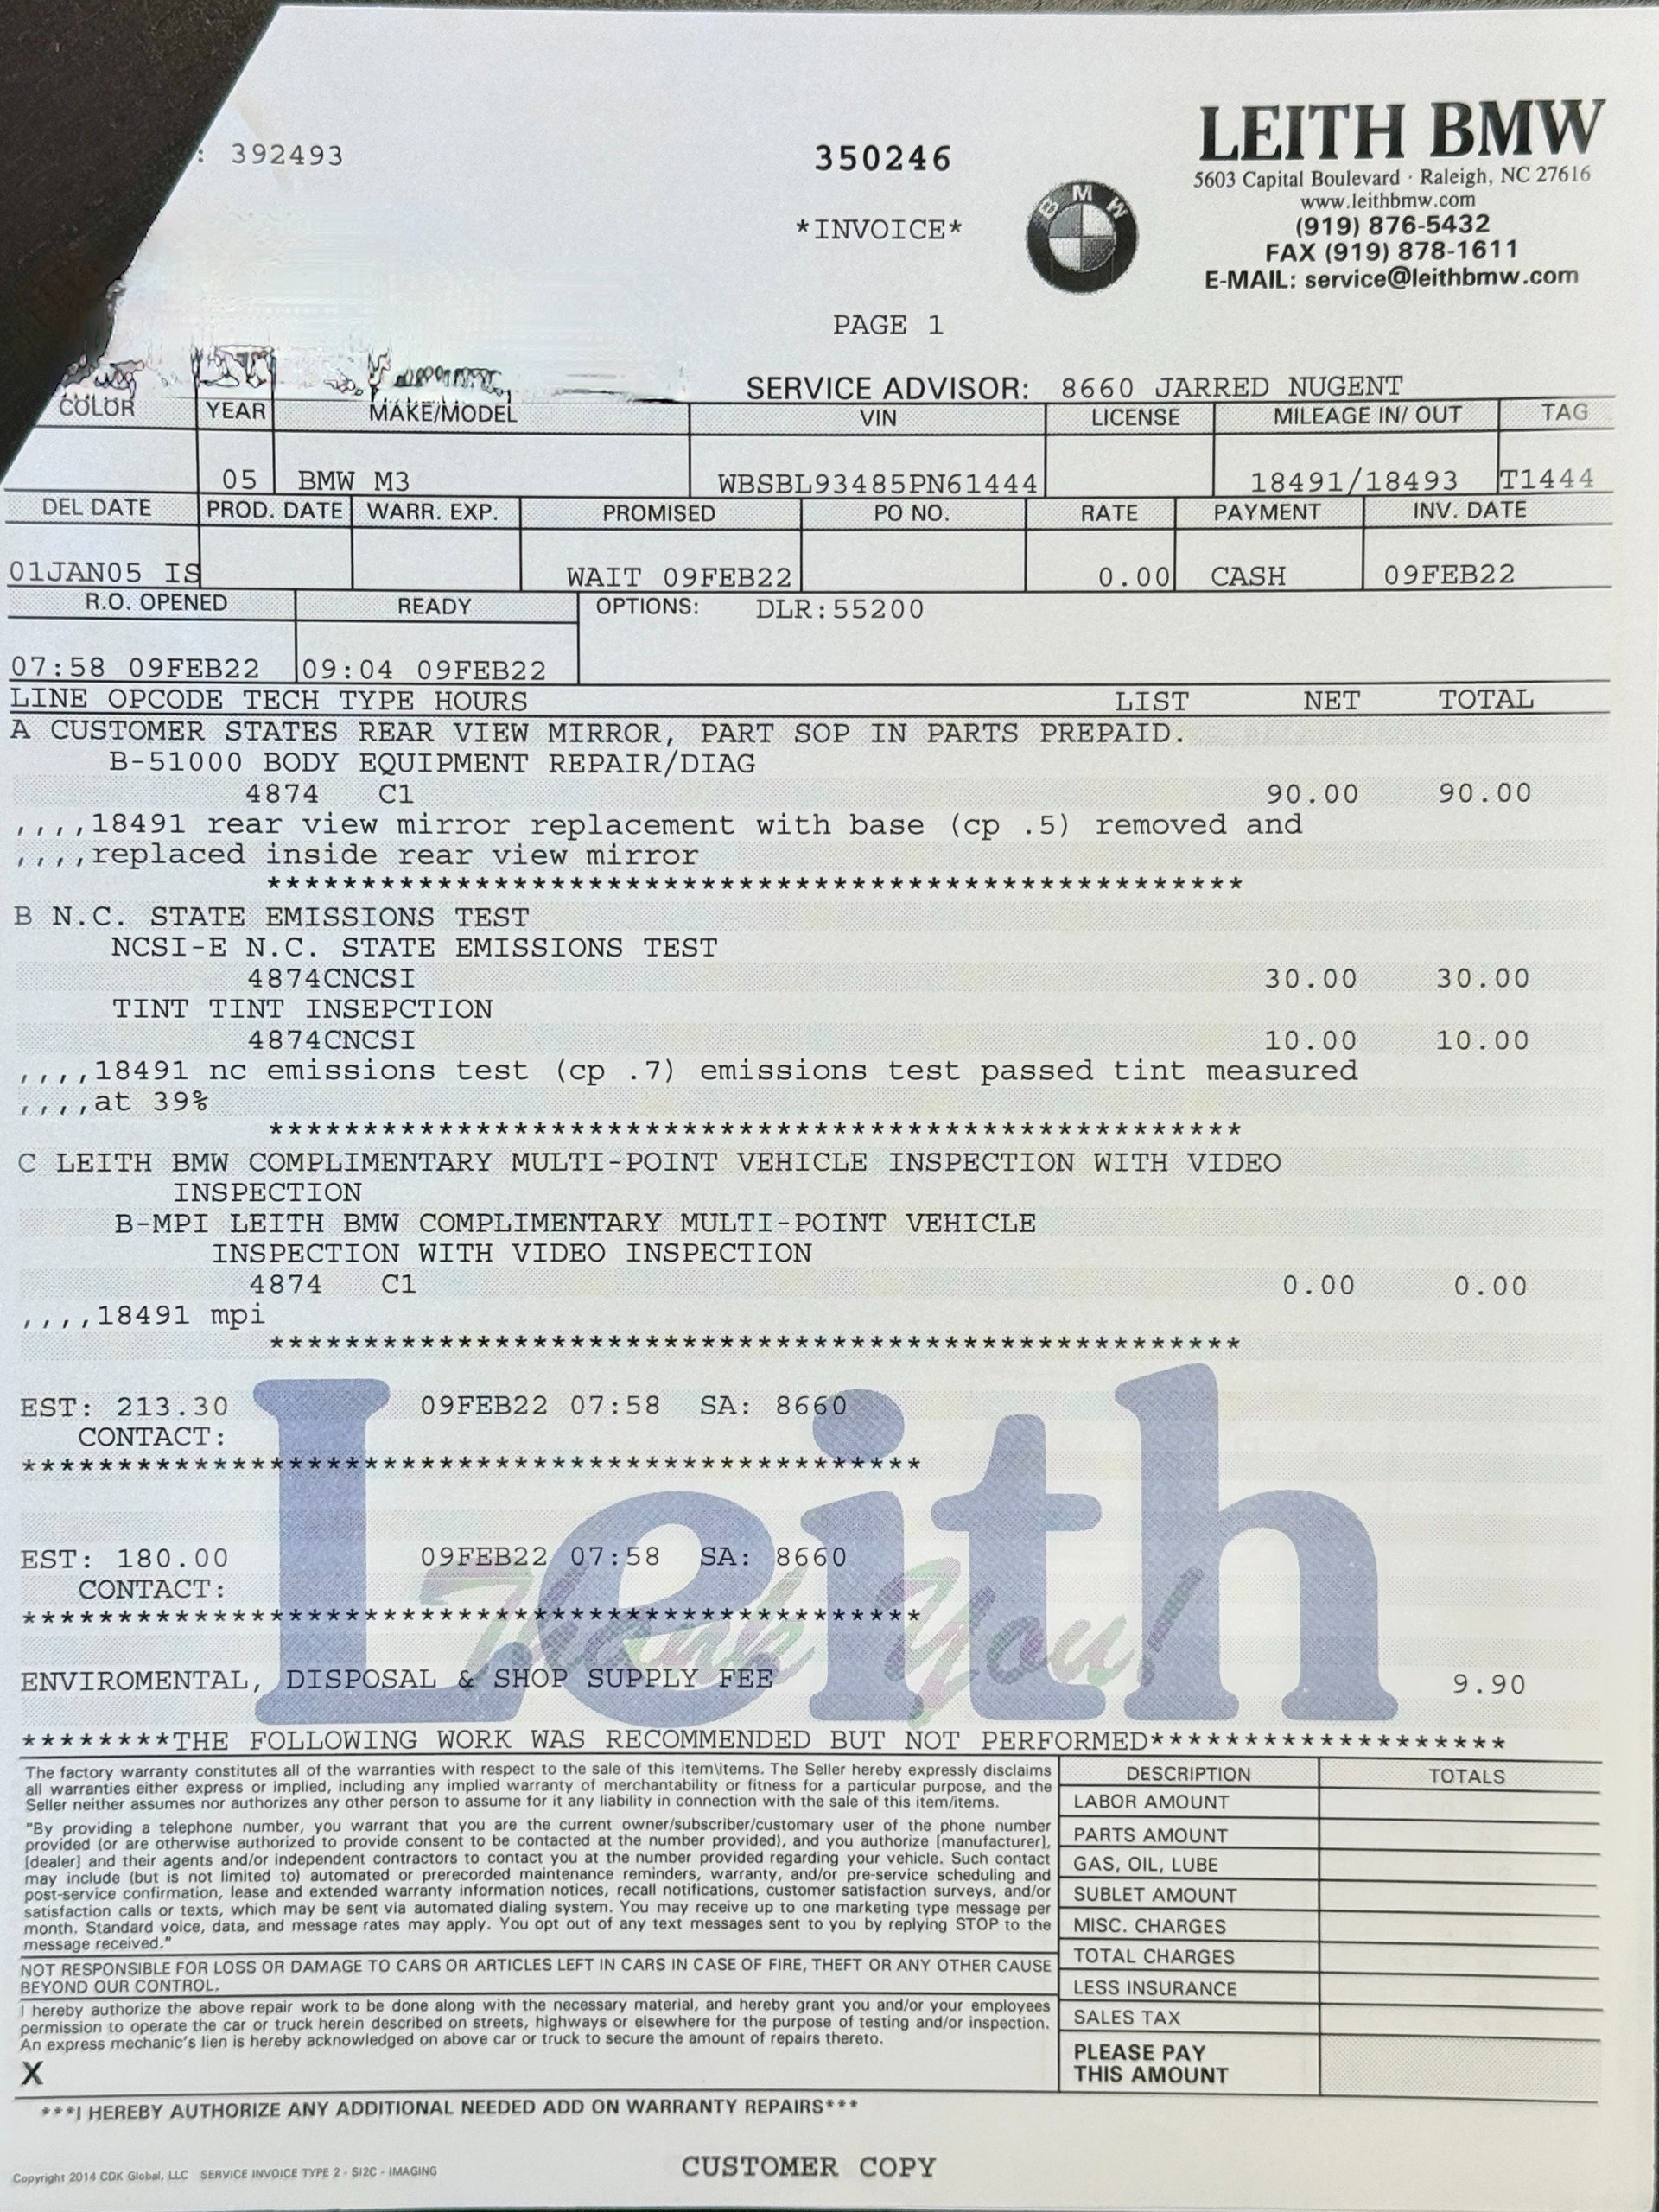 : 392493
350246
*INVOICE*
PAGE 1
LEITH BMW
5603 Capital Boulevard · Raleigh, NC 27616
www.leithbmw.com
(919) 876-5432
FAX (919) 878-1611
E-MAIL: service@leithbmw.com
BMW
SERVICE ADVISOR: 8660 JARRED NUGENT
COLOR YEAR MAKE/MODEL VIN LICENSE MILEAGE IN/ OUT TAG
05 BMW M3 WBSBL93485PN61444 18491/18493 T1444
DEL DATE PROD. DATE WARR. EXP. PROMISED PO NO. RATE PAYMENT INV. DATE
01JAN05 IS WAIT 09FEB22 0.00 CASH 09FEB22
R.O. OPENED READY OPTIONS: DLR:55200
07:58 09FEB22 09:04 09FEB22
LINE OPCODE TECH TYPE HOURS LIST NET TOTAL
A CUSTOMER STATES REAR VIEW MIRROR, PART SOP IN PARTS PREPAID.
B-51000 BODY EQUIPMENT REPAIR/DIAG
4874 C1 90.00 90.00
,,,,18491 rear view mirror replacement with base (cp .5) removed and
,,,,replaced inside rear view mirror
****************************************************
B N.C. STATE EMISSIONS TEST
NCSI-E N.C. STATE EMISSIONS TEST
4874CNCSI 30.00 30.00
TINT TINT INSEPCTION
4874CNCSI 10.00 10.00
,,,,18491 nc emissions test (cp .7) emissions test passed tint measured
,,,,at 39%
****************************************************
C LEITH BMW COMPLIMENTARY MULTI-POINT VEHICLE INSPECTION WITH VIDEO
INSPECTION
B-MPI LEITH BMW COMPLIMENTARY MULTI-POINT VEHICLE
INSPECTION WITH VIDEO INSPECTION
4874 C1 0.00 0.00
,,,,18491 mpi
****************************************************
EST: 213.30 09FEB22 07:58 SA: 8660
CONTACT:
***********************************************
EST: 180.00 09FEB22 07:58 SA: 8660
CONTACT:
***********************************************
Leith
Thank You!
ENVIROMENTAL, DISPOSAL & SHOP SUPPLY FEE 9.90
********THE FOLLOWING WORK WAS RECOMMENDED BUT NOT PERFORMED*******************
The factory warranty constitutes all of the warranties with respect to the sale of this item\items. The Seller hereby expressly disclaims
all warranties either express or implied, including any implied warranty of merchantability or fitness for a particular purpose, and the
Seller neither assumes nor authorizes any other person to assume for it any liability in connection with the sale of this item/items.
"By providing a telephone number, you warrant that you are the current owner/subscriber/customary user of the phone number
provided (or are otherwise authorized to provide consent to be contacted at the number provided), and you authorize [manufacturer],
[dealer] and their agents and/or independent contractors to contact you at the number provided regarding your vehicle. Such contact
may include (but is not limited to) automated or prerecorded maintenance reminders, warranty, and/or pre-service scheduling and
post-service confirmation, lease and extended warranty information notices, recall notifications, customer satisfaction surveys, and/or
satisfaction calls or texts, which may be sent via automated dialing system. You may receive up to one marketing type message per
month. Standard voice, data, and message rates may apply. You opt out of any text messages sent to you by replying STOP to the
message received."
NOT RESPONSIBLE FOR LOSS OR DAMAGE TO CARS OR ARTICLES LEFT IN CARS IN CASE OF FIRE, THEFT OR ANY OTHER CAUSE
BEYOND OUR CONTROL.
I hereby authorize the above repair work to be done along with the necessary material, and hereby grant you and/or your employees
permission to operate the car or truck herein described on streets, highways or elsewhere for the purpose of testing and/or inspection.
An express mechanic's lien is hereby acknowledged on above car or truck to secure the amount of repairs thereto.
X
DESCRIPTION TOTALS
LABOR AMOUNT
PARTS AMOUNT
GAS, OIL, LUBE
SUBLET AMOUNT
MISC. CHARGES
TOTAL CHARGES
LESS INSURANCE
SALES TAX
PLEASE PAY
THIS AMOUNT
***I HEREBY AUTHORIZE ANY ADDITIONAL NEEDED ADD ON WARRANTY REPAIRS***
Copyright 2014 CDK Global, LLC SERVICE INVOICE TYPE 2 - SI2C - IMAGING
CUSTOMER COPY